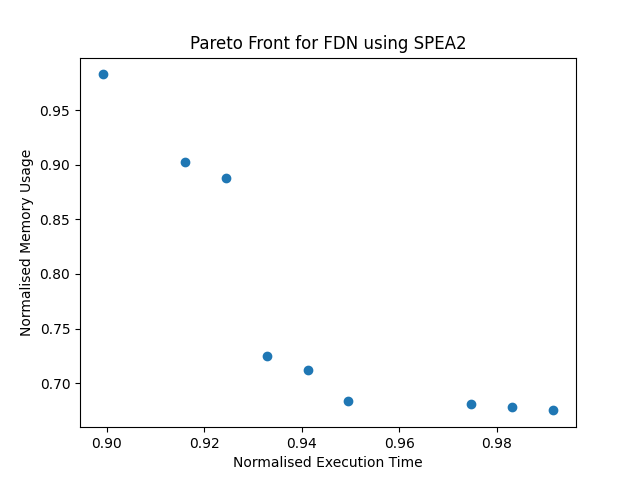 Pareto Front for FDN using SPEA2
Normalised Memory Usage
0.95
0.90
0.85
0.80
0.75
0.70
0.90 0.92 0.94 0.96 0.98
Normalised Execution Time